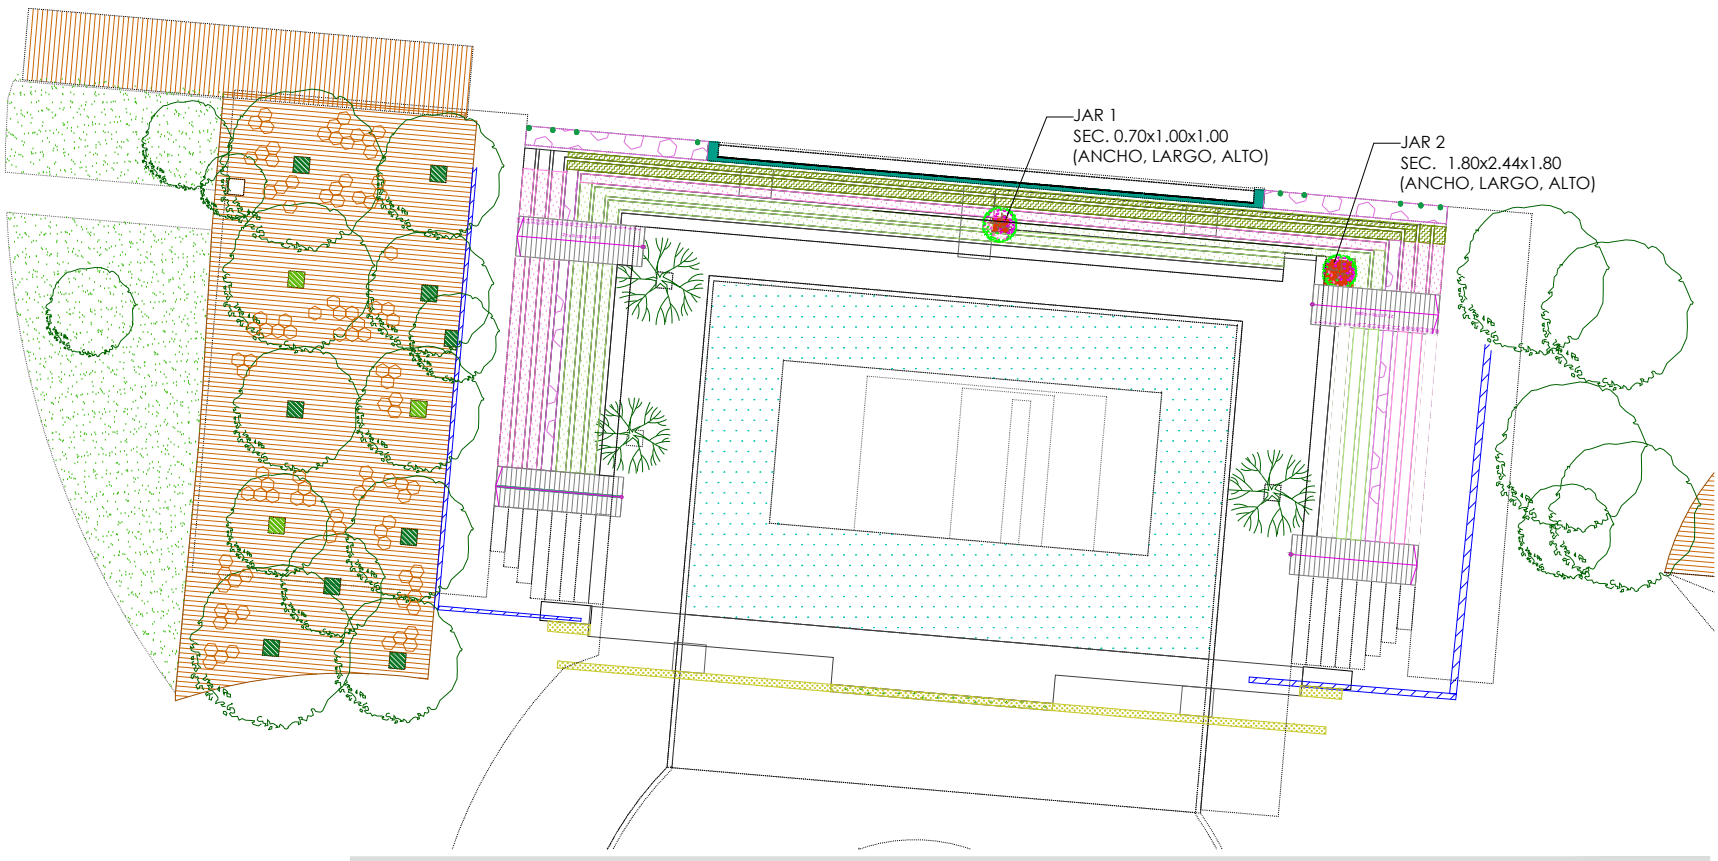 JAR 1
SEC. 0.70x1.00x1.00
(ANCHO, LARGO, ALTO)
JAR 2
SEC. 1.80x2.44x1.80
(ANCHO, LARGO, ALTO)